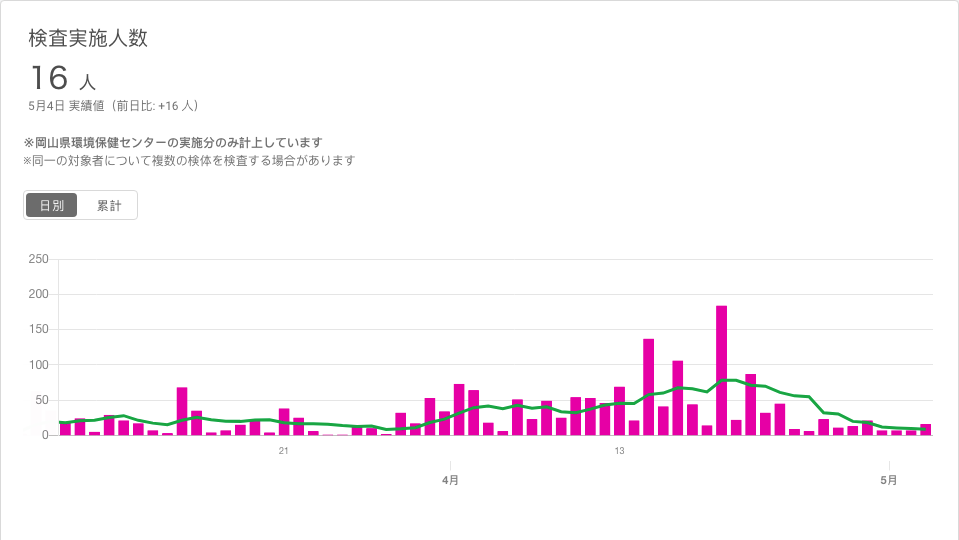 検査実施人数
16 人
5月4日 実績値（前日比: +16 人）
※岡山県環境保健センターの実施分のみ計上しています
※同一の対象者について複数の検体を検査する場合があります
日別 累計
250
200
150
100
50
0
21 13
4月 5月